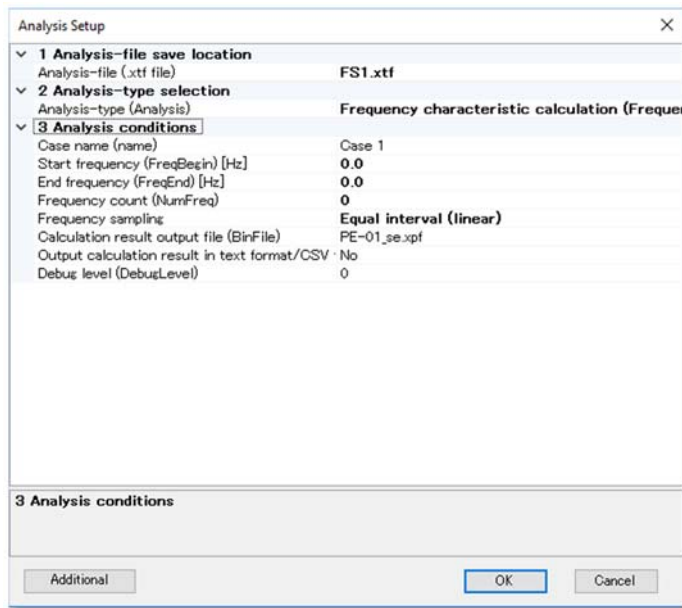 Analysis Setup
1 Analysis-file save location
Analysis-file (.xtf file) FS1.xtf
2 Analysis-type selection
Analysis-type (Analysis) Frequency characteristic calculation (Freque
3 Analysis conditions
Case name (name) Case 1
Start frequency (FreqBegin) [Hz] 0.0
End frequency (FreqEnd) [Hz] 0.0
Frequency count (NumFreq) 0
Frequency sampling Equal interval (linear)
Calculation result output file (BinFile) PE-01_se.xpf
Output calculation result in text format/CSV No
Debug level (DebugLevel) 0
3 Analysis conditions
Additional OK Cancel